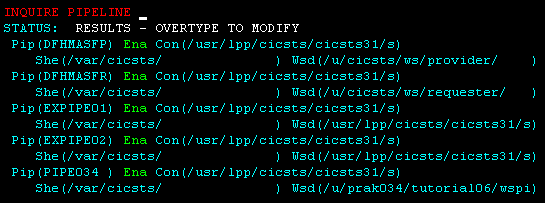 INQUIRE PIPELINE _
STATUS:  RESULTS - OVERTYPE TO MODIFY
Pip(DFHMASFP) Ena Con(/usr/lpp/cicsts/cicsts31/s)
She(/var/cicsts/               ) Wsd(/u/cicsts/ws/provider/    )
Pip(DFHMASFR) Ena Con(/usr/lpp/cicsts/cicsts31/s)
She(/var/cicsts/               ) Wsd(/u/cicsts/ws/requester/   )
Pip(EXPIPE01) Ena Con(/usr/lpp/cicsts/cicsts31/s)
She(/var/cicsts/               ) Wsd(/usr/lpp/cicsts/cicsts31/s)
Pip(EXPIPE02) Ena Con(/usr/lpp/cicsts/cicsts31/s)
She(/var/cicsts/               ) Wsd(/usr/lpp/cicsts/cicsts31/s)
Pip(PIPE034 ) Ena Con(/usr/lpp/cicsts/cicsts31/s)
She(/var/cicsts/               ) Wsd(/u/prak034/tutorial06/wspi)